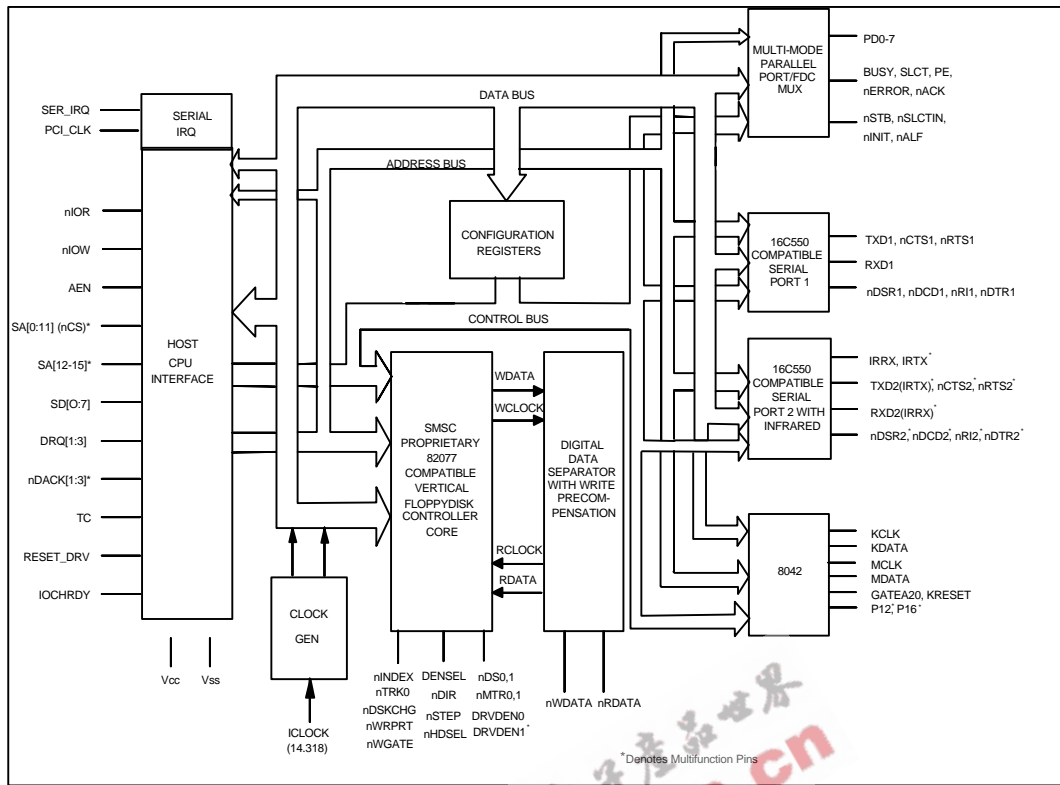 SER_IRQ
PCI_CLK
SERIAL
IRQ
nIOR
nIOW
AEN
SA[0:11] (nCS)*
SA[12-15]*
SD[O:7]
DRQ[1:3]
nDACK[1:3]*
TC
RESET_DRV
IOCHRDY
HOST
CPU
INTERFACE
Vcc
Vss
DATA BUS
ADDRESS BUS
CONFIGURATION
REGISTERS
CONTROL BUS
SMSC
PROPRIETARY
82077
COMPATIBLE
VERTICAL
FLOPPYDISK
CONTROLLER
CORE
WDATA
WCLOCK
RCLOCK
RDATA
DIGITAL
DATA
SEPARATOR
WITH WRITE
PRECOM-
PENSATION
CLOCK
GEN
ICLOCK
(14.318)
nINDEX
nTRK0
nDSKCHG
nWRPRT
nWGATE
DENSEL
nDIR
nSTEP
nHDSEL
nDS0,1
nMTR0,1
DRVDEN0
DRVDEN1*
nWDATA nRDATA
MULTI-MODE
PARALLEL
PORT/FDC
MUX
PD0-7
BUSY, SLCT, PE,
nERROR, nACK
nSTB, nSLCTIN,
nINIT, nALF
16C550
COMPATIBLE
SERIAL
PORT 1
TXD1, nCTS1, nRTS1
RXD1
nDSR1, nDCD1, nRI1, nDTR1
16C550
COMPATIBLE
SERIAL
PORT 2 WITH
INFRARED
IRRX, IRTX*
TXD2(IRTX)*, nCTS2*, nRTS2*
RXD2(IRRX)*
nDSR2*, nDCD2*, nRI2*, nDTR2*
8042
KCLK
KDATA
MCLK
MDATA
GATEA20, KRESET
P12*, P16*
*Denotes Multifunction Pins
產品世界
.cn